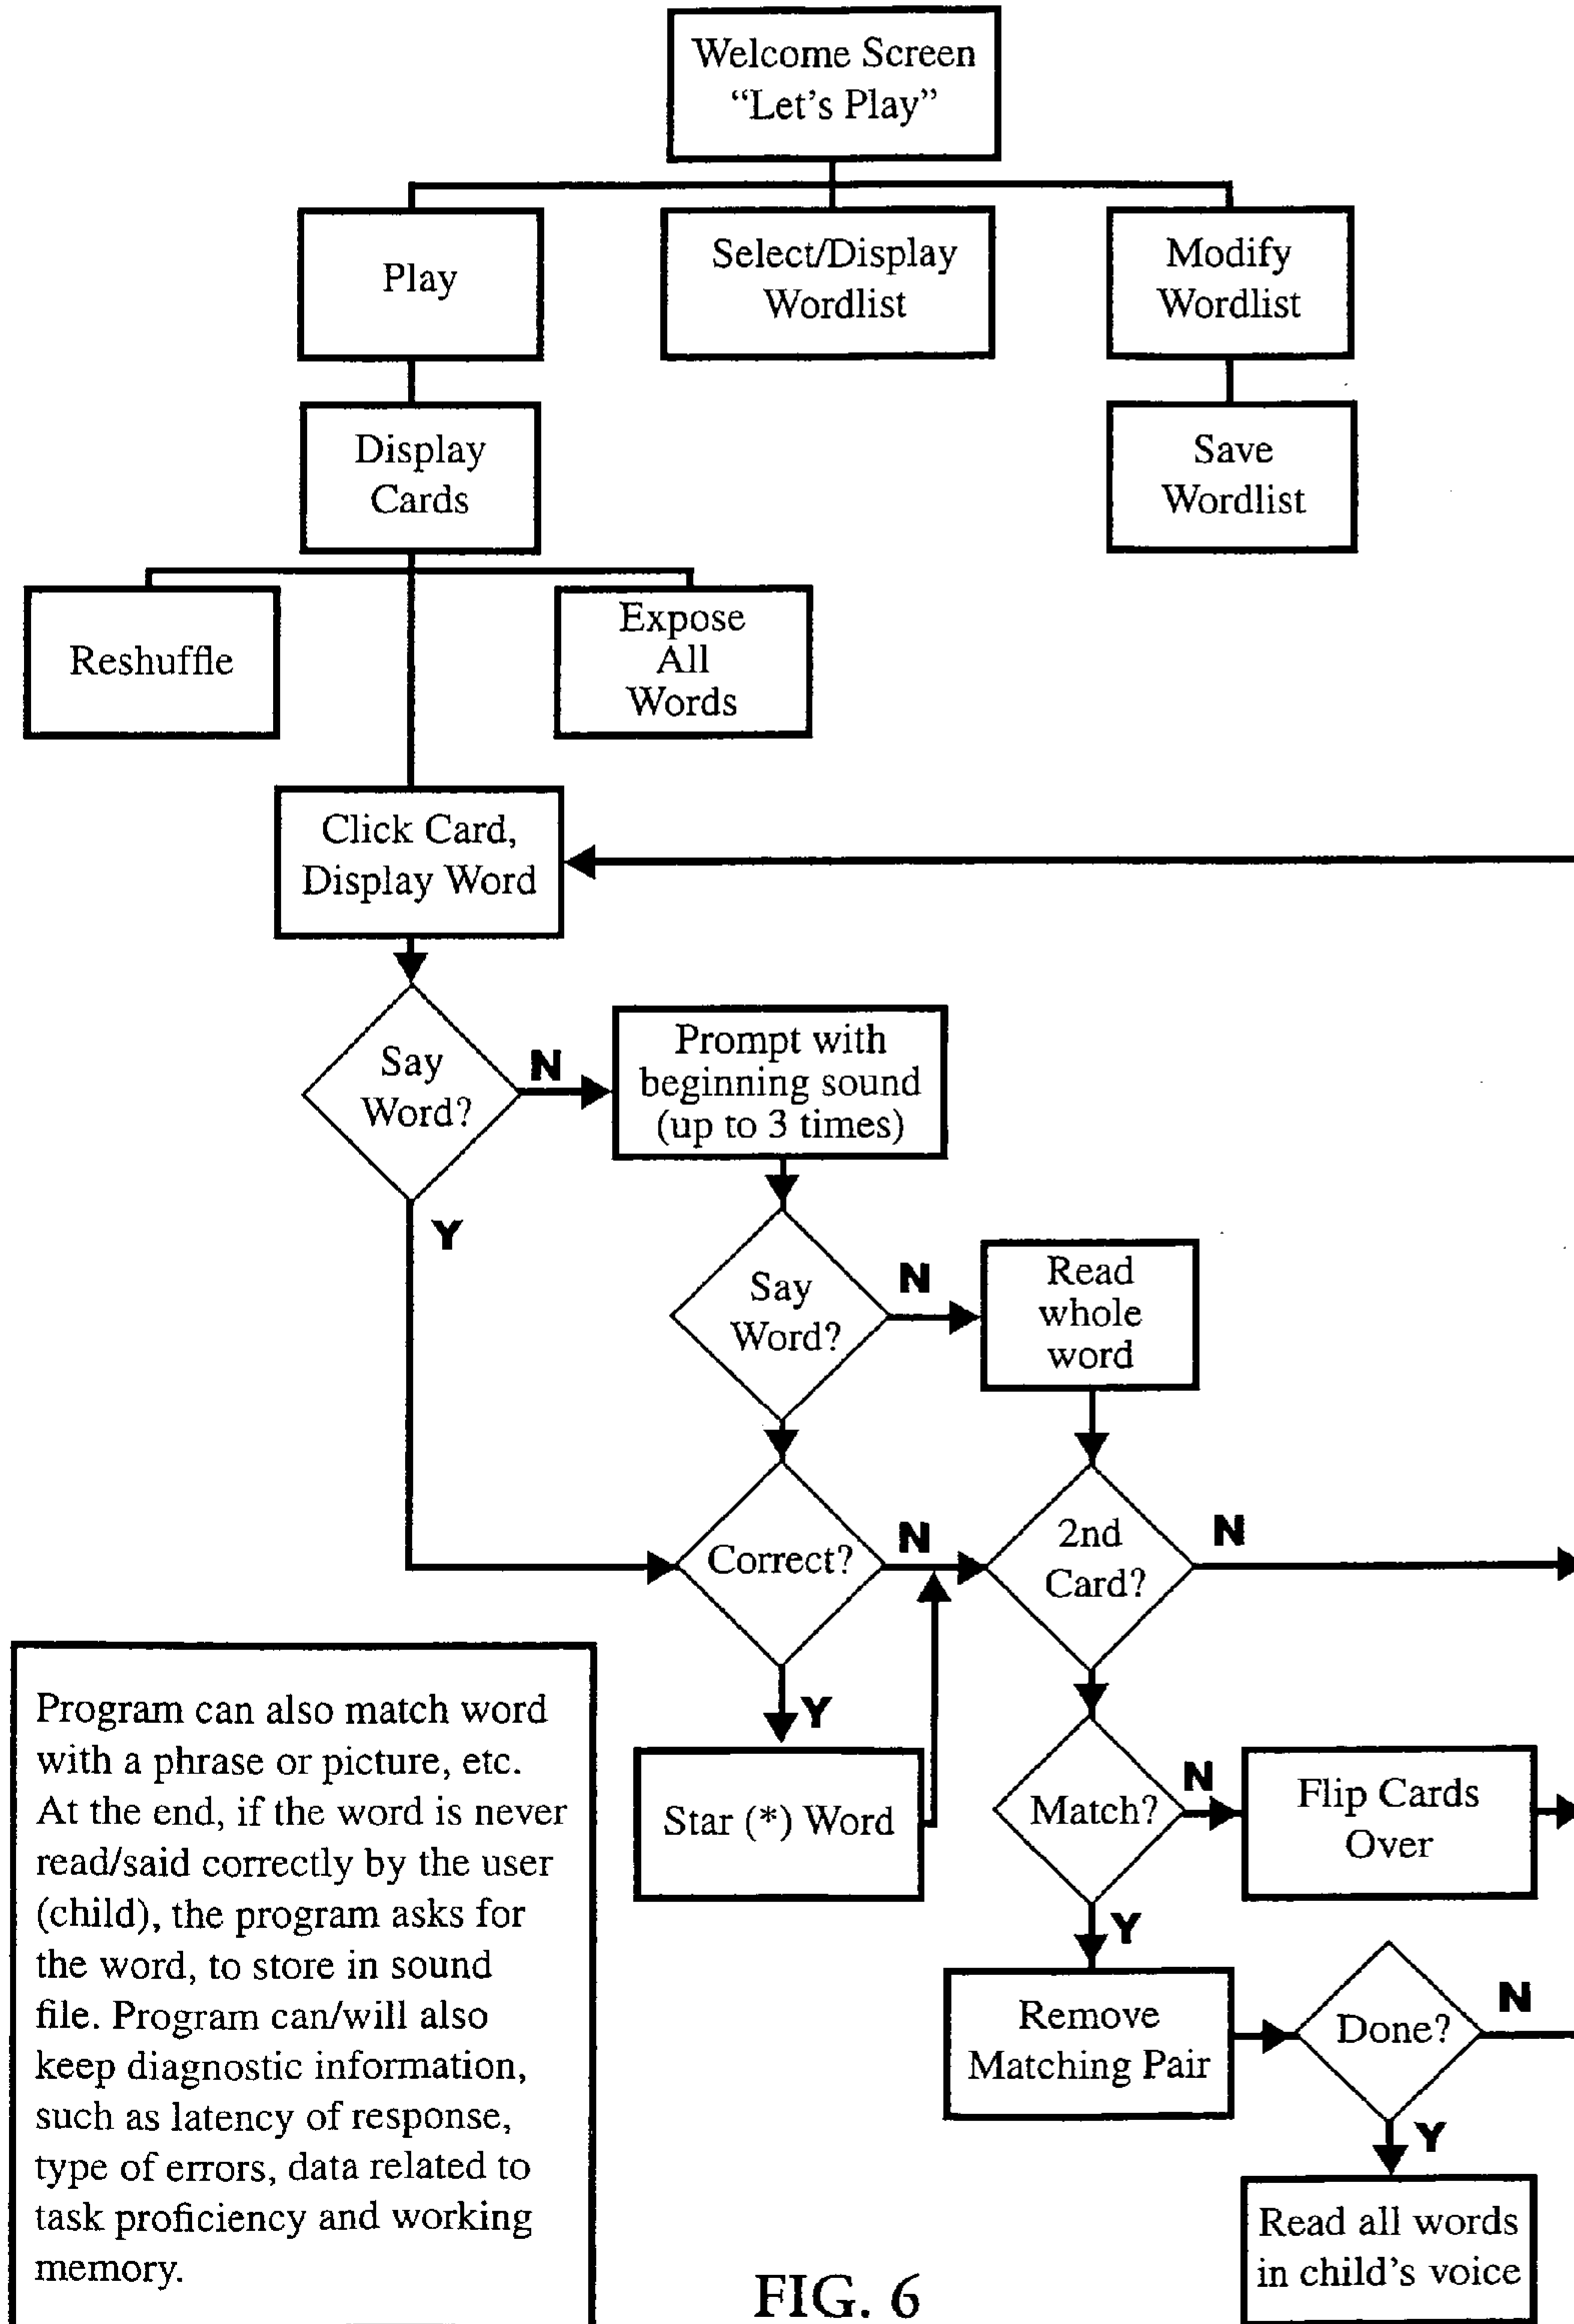 Welcome Screen
“Let’s Play”
Play
Select/Display
Wordlist
Modify
Wordlist
Display
Cards
Save
Wordlist
Reshuffle
Expose
All
Words
Click Card,
Display Word
Say
Word?
N
Prompt with
beginning sound
(up to 3 times)
Y
Say
Word?
N
Read
whole
word
Correct?
N
2nd
Card?
N
Y
Star (*) Word
Match?
N
Flip Cards
Over
Y
Remove
Matching Pair
Done?
N
Y
Read all words
in child’s voice
Program can also match word
with a phrase or picture, etc.
At the end, if the word is never
read/said correctly by the user
(child), the program asks for
the word, to store in sound
file. Program can/will also
keep diagnostic information,
such as latency of response,
type of errors, data related to
task proficiency and working
memory.
FIG. 6